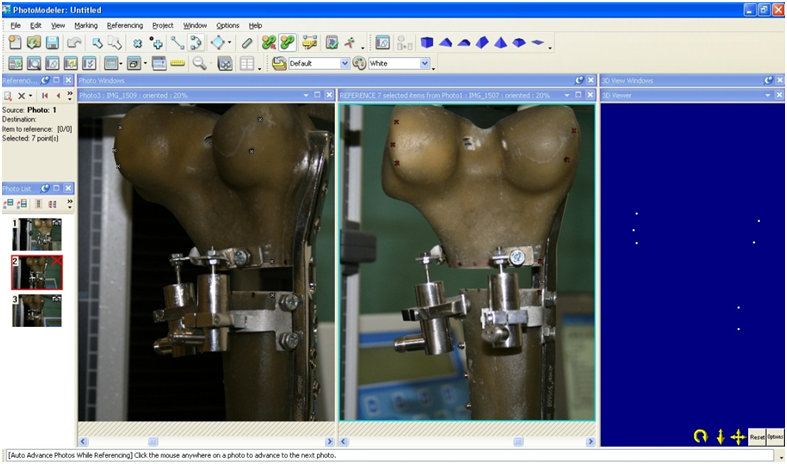 PhotoModeler: Untitled
File Edit View Marking Referencing Project Window Options Help
Default
White
Referenc...
Source: Photo: 1
Destination:
Item to reference: [0/0]
Selected: 7 point(s)
Photo List
1
2
3
Photo Windows
Photo3 : IMG_1509 : oriented : 20%
REFERENCE 7 selected items from Photo1 : IMG_1507 : oriented : 20%
3D View Windows
3D Viewer
Reset
Options
[Auto Advance Photos While Referencing] Click the mouse anywhere on a photo to advance to the next photo.